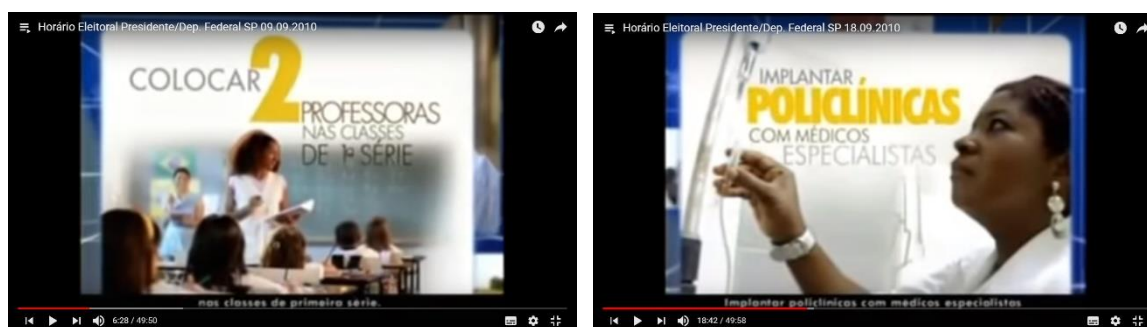 Horário Eleitoral Presidente/Dep. Federal SP 09.09.2010
COLOCAR 2
PROFESSORAS
NAS CLASSES
DE 1ª SÉRIE
nas classes de primeira série.
6:28 / 49:50
Horário Eleitoral Presidente/Dep. Federal SP 18.09.2010
IMPLANTAR
POLICLÍNICAS
COM MÉDICOS
ESPECIALISTAS
Implantar policlínicas com médicos especialistas
18:42 / 49:58